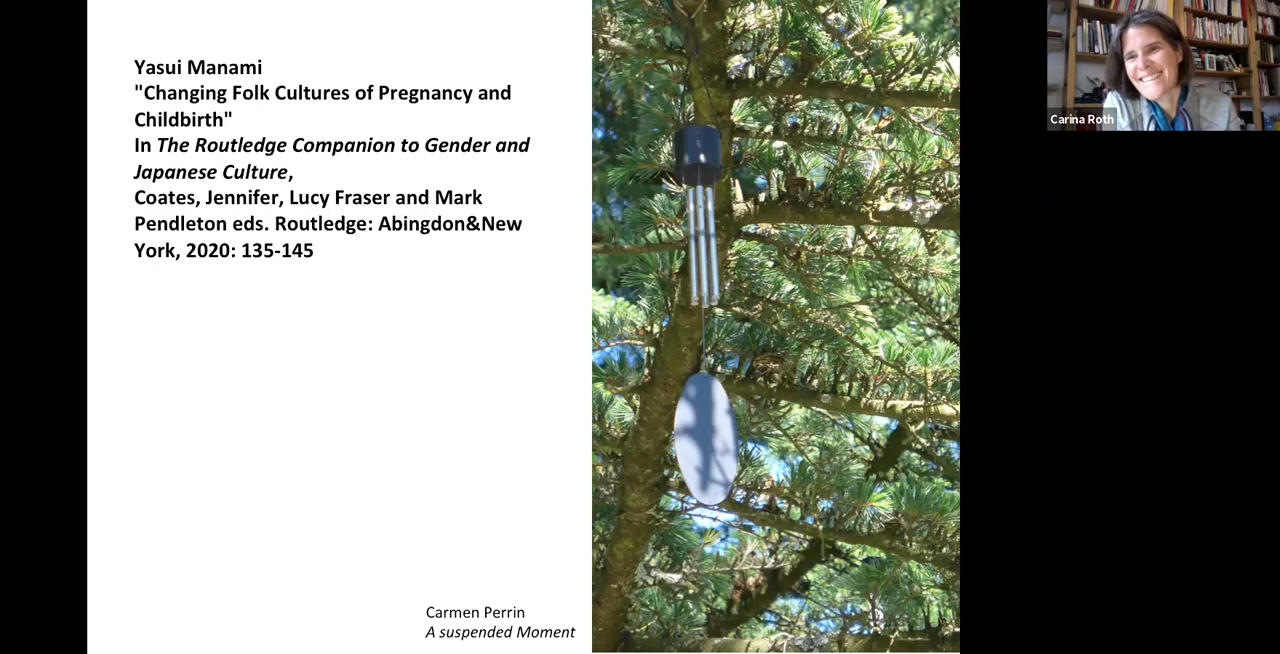 Yasui Manami
"Changing Folk Cultures of Pregnancy and
Childbirth"
In The Routledge Companion to Gender and
Japanese Culture,
Coates, Jennifer, Lucy Fraser and Mark
Pendleton eds. Routledge: Abingdon&New
York, 2020: 135-145
Carmen Perrin
A suspended Moment
Carina Roth